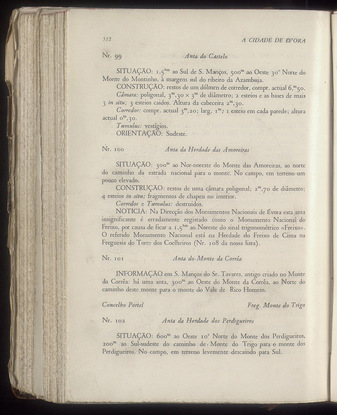 112 A CIDADE DE EVORA
Nr. 99 Anta do Castelo
SITUAÇÃO: 1,5km ao Sul de S. Manços, 500m ao Oeste 30° Norte do
Monte do Montinho, à margem sul do ribeiro da Azambuja.
CONSTRUÇÃO: restos de um dólmen de corredor, compr. actual 6,m50.
Câmara: poligonal, 3m,30 × 3m de diâmetro; 2 esteios e as bases de mais
3 in situ; 3 esteios caídos. Altura da cabeceira 2m,30.
Corredor: compr. actual 3m,20; larg. 1m; 1 esteio em cada parede; altura
actual 0m,30.
Tumulus: vestígios.
ORIENTAÇÃO: Sudeste.
Nr. 100 Anta da Herdade das Amoreiras
SITUAÇÃO: 300m ao Nor-noroeste do Monte das Amoreiras, ao norte
do caminho da estrada nacional para o monte. No campo, em terreno um
pouco elevado.
CONSTRUÇÃO: restos de uma câmara poligonal; 2m,70 de diâmetro;
4 esteios in situ; fragmentos de chapéu no interior.
Corredor e Tumulus: destruídos.
NOTICIA: Na Direcção dos Monumentos Nacionais de Evora esta anta
insignificante é erradamente registada como o Monumento Nacional do
Freixo, por causa de ficar a 1,5km ao Noroeste do sinal trigonométrico «Freixo».
O referido Monumento Nacional está na Herdade do Freixo de Cima na
Freguesia do Torre dos Coelheiros (Nr. 108 da nossa lista).
Nr. 101 Anta do Monte da Correia
INFORMAÇÃO em S. Manços do Sr. Tavares, antigo criado no Monte
da Correia: há uma anta, 300m ao Oeste do Monte da Correia, ao Norte do
caminho deste monte para o monte do Vale de Rico Homem.
Concelho Portel Freg. Monte do Trigo
Nr. 102 Anta da Herdade dos Perdigueiros
SITUAÇÃO: 600m ao Oeste 10° Norte do Monte dos Perdigueiros,
200m ao Sul-sudeste do caminho do Monte do Trigo para o monte dos
Perdigueiros. No campo, em terreno levemente descaindo para Sul.